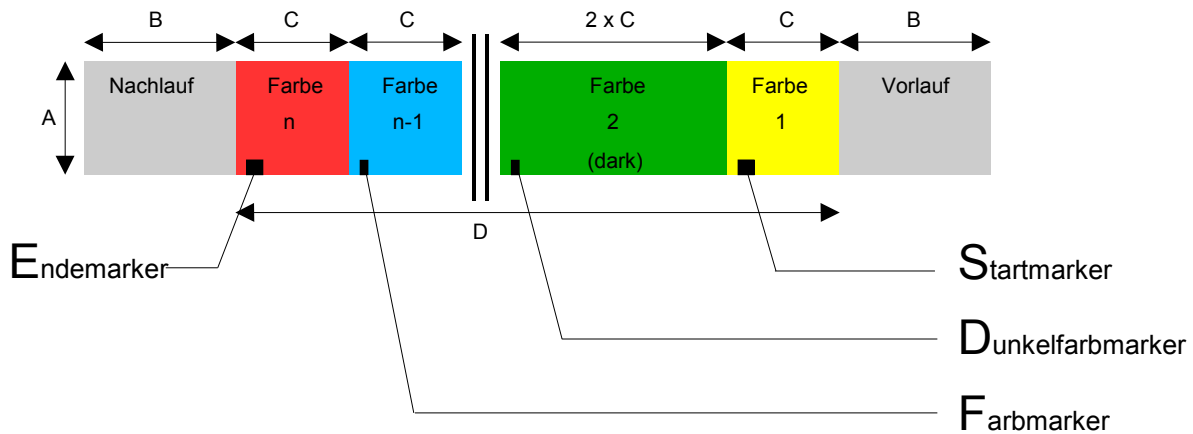 B C C 2 x C C B
A
Nachlauf Farbe Farbe Farbe Farbe Vorlauf
n n-1 2 1
(dark)
D
Endemarker Startmarker
Dunkelfarbmarker
Farbmarker